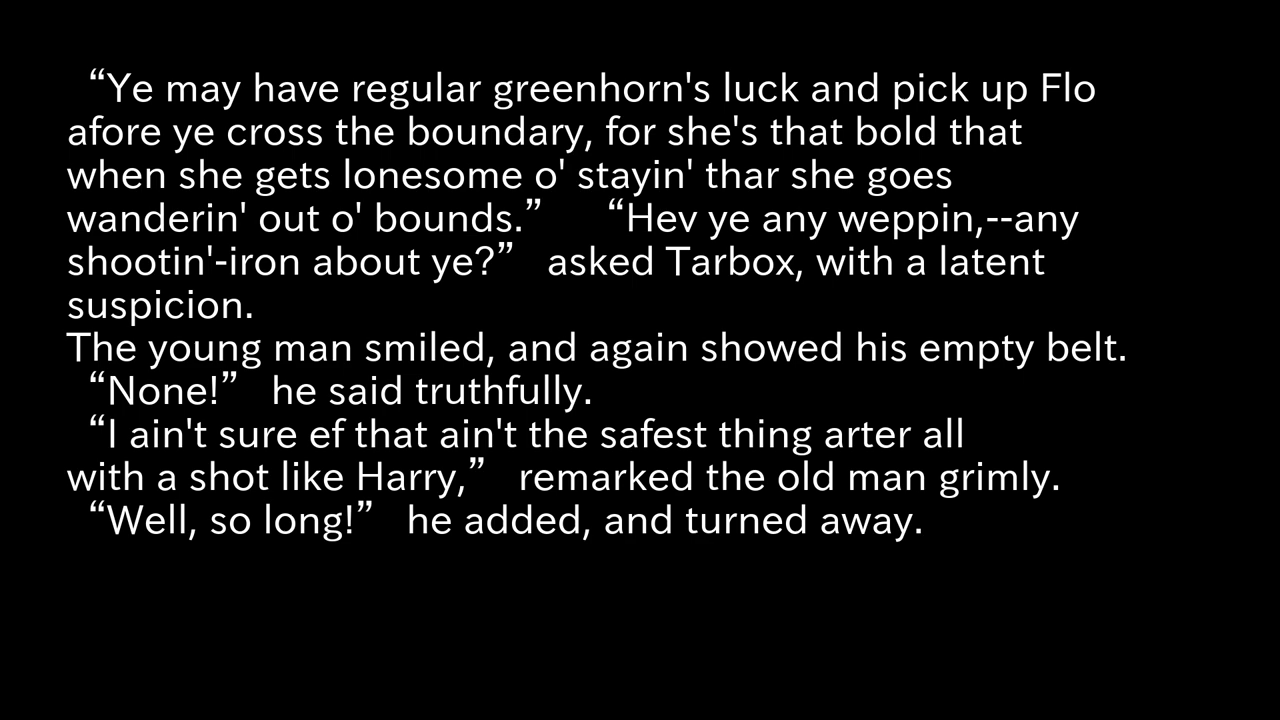 “Ye may have regular greenhorn's luck and pick up Flo
afore ye cross the boundary, for she's that bold that
when she gets lonesome o' stayin' thar she goes
wanderin' out o' bounds.” “Hev ye any weppin,--any
shootin'-iron about ye?” asked Tarbox, with a latent
suspicion.
The young man smiled, and again showed his empty belt.
“None!” he said truthfully.
“I ain't sure ef that ain't the safest thing arter all
with a shot like Harry,” remarked the old man grimly.
“Well, so long!” he added, and turned away.